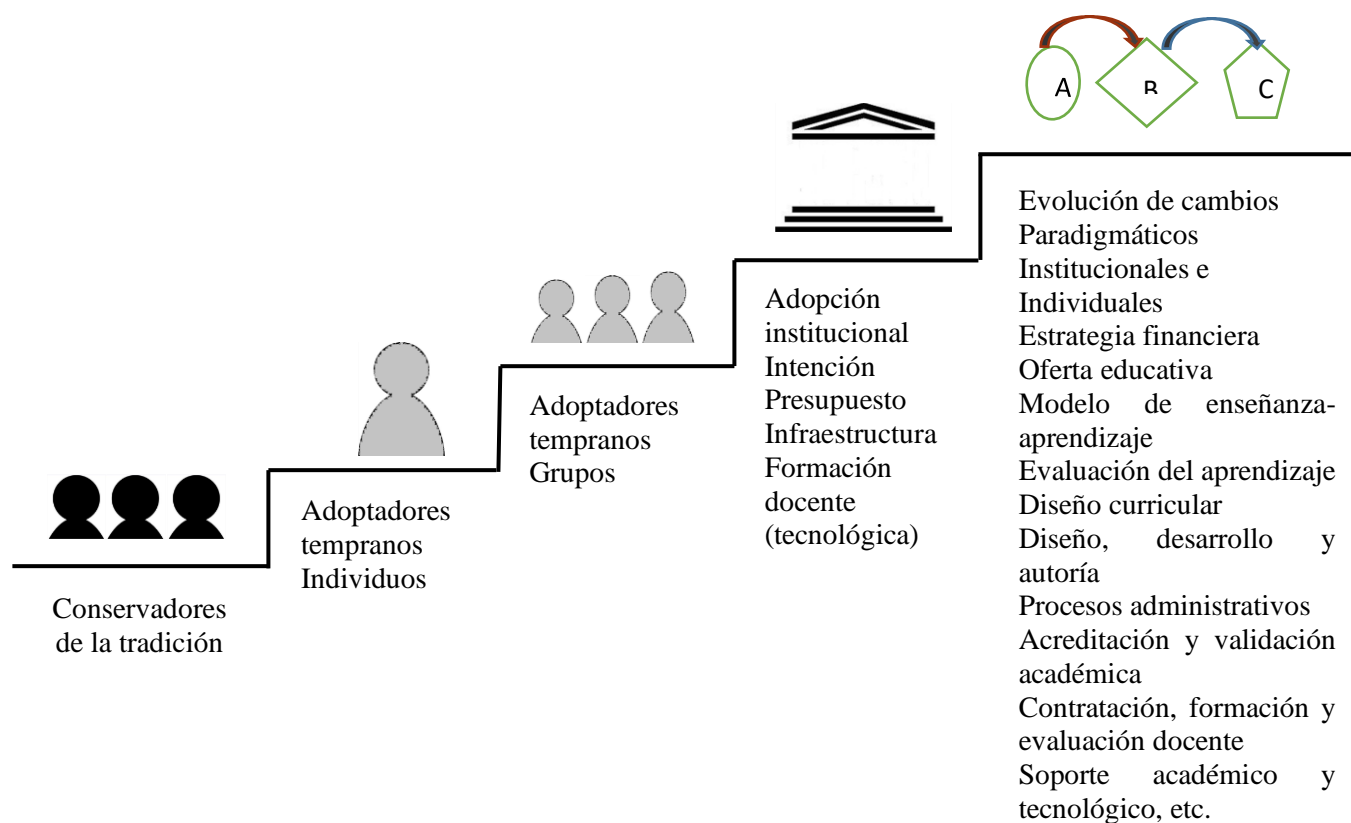 A
B
C
Conservadores
de la tradición
Adoptadores
tempranos
Individuos
Adoptadores
tempranos
Grupos
Adopción
institucional
Intención
Presupuesto
Infraestructura
Formación
docente
(tecnológica)
Evolución de cambios
Paradigmáticos
Institucionales e
Individuales
Estrategia financiera
Oferta educativa
Modelo de enseñanza-
aprendizaje
Evaluación del aprendizaje
Diseño curricular
Diseño, desarrollo y
autoría
Procesos administrativos
Acreditación y validación
académica
Contratación, formación y
evaluación docente
Soporte académico y
tecnológico, etc.